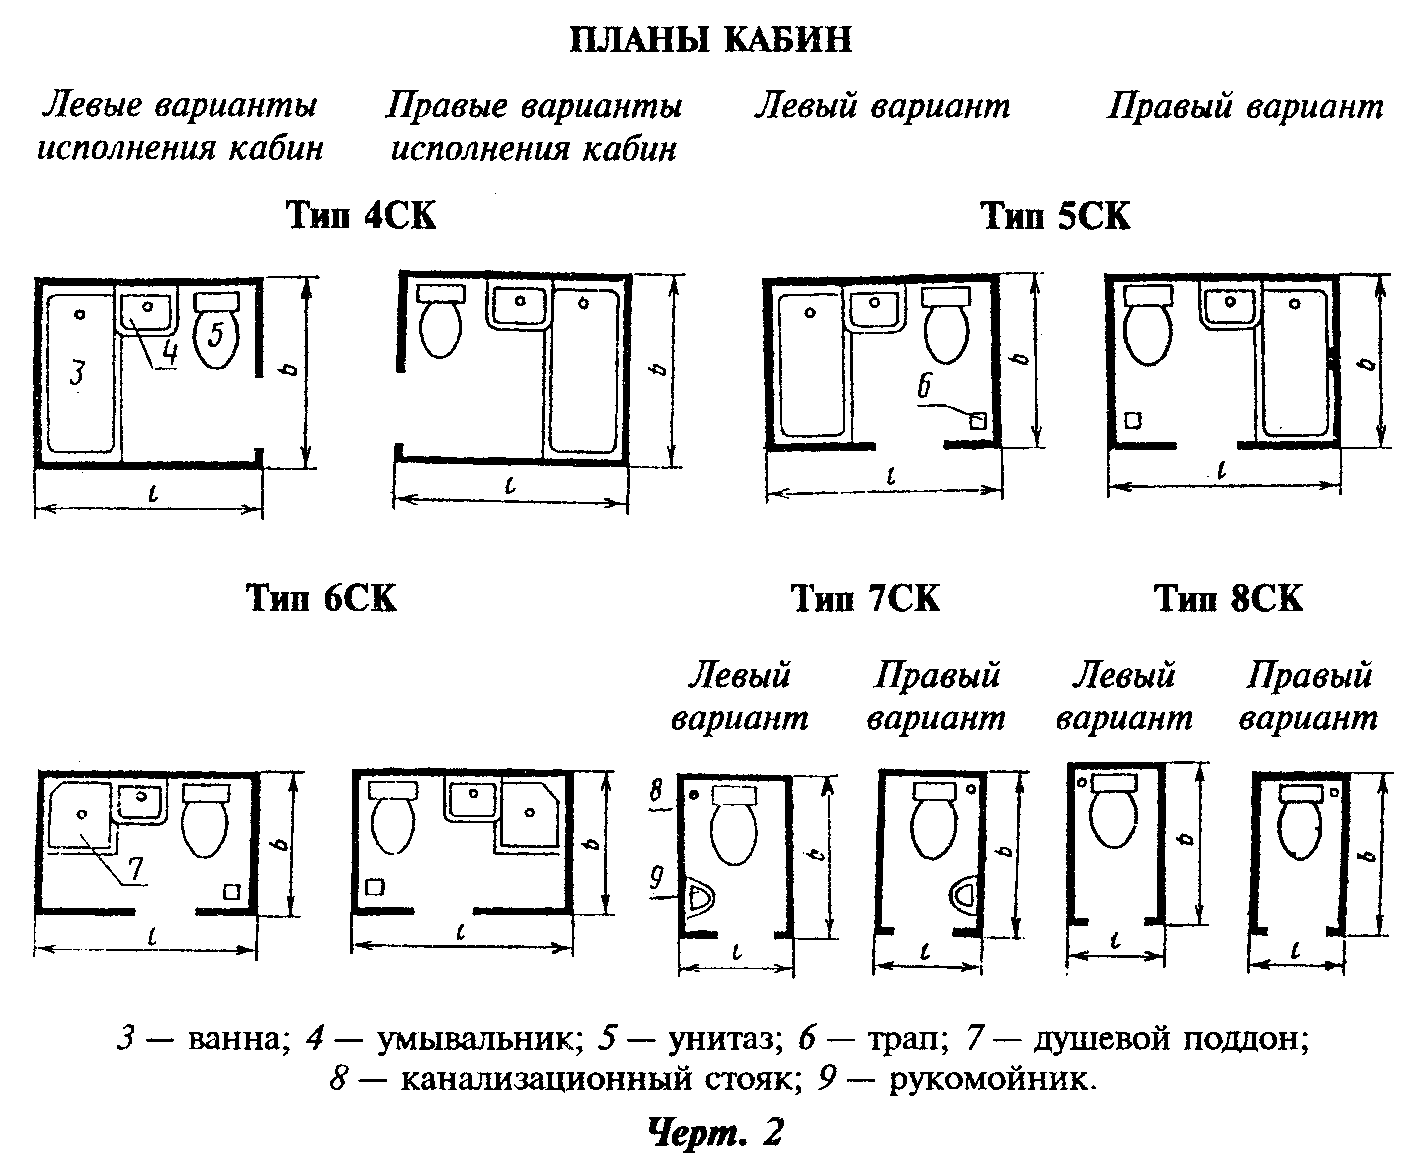 ПЛАНЫ КАБИН
Левые варианты исполнения кабин
Правые варианты исполнения кабин
Левый вариант
Правый вариант
Тип 4СК
Тип 5СК
3
4
5
b
l
b
l
6
b
l
b
l
Тип 6СК
Тип 7СК
Тип 8СК
Левый вариант
Правый вариант
Левый вариант
Правый вариант
7
b
l
b
l
8
9
b
l
b
l
b
l
b
l
3 — ванна; 4 — умывальник; 5 — унитаз; 6 — трап; 7 — душевой поддон;
8 — канализационный стояк; 9 — рукомойник.
Черт. 2